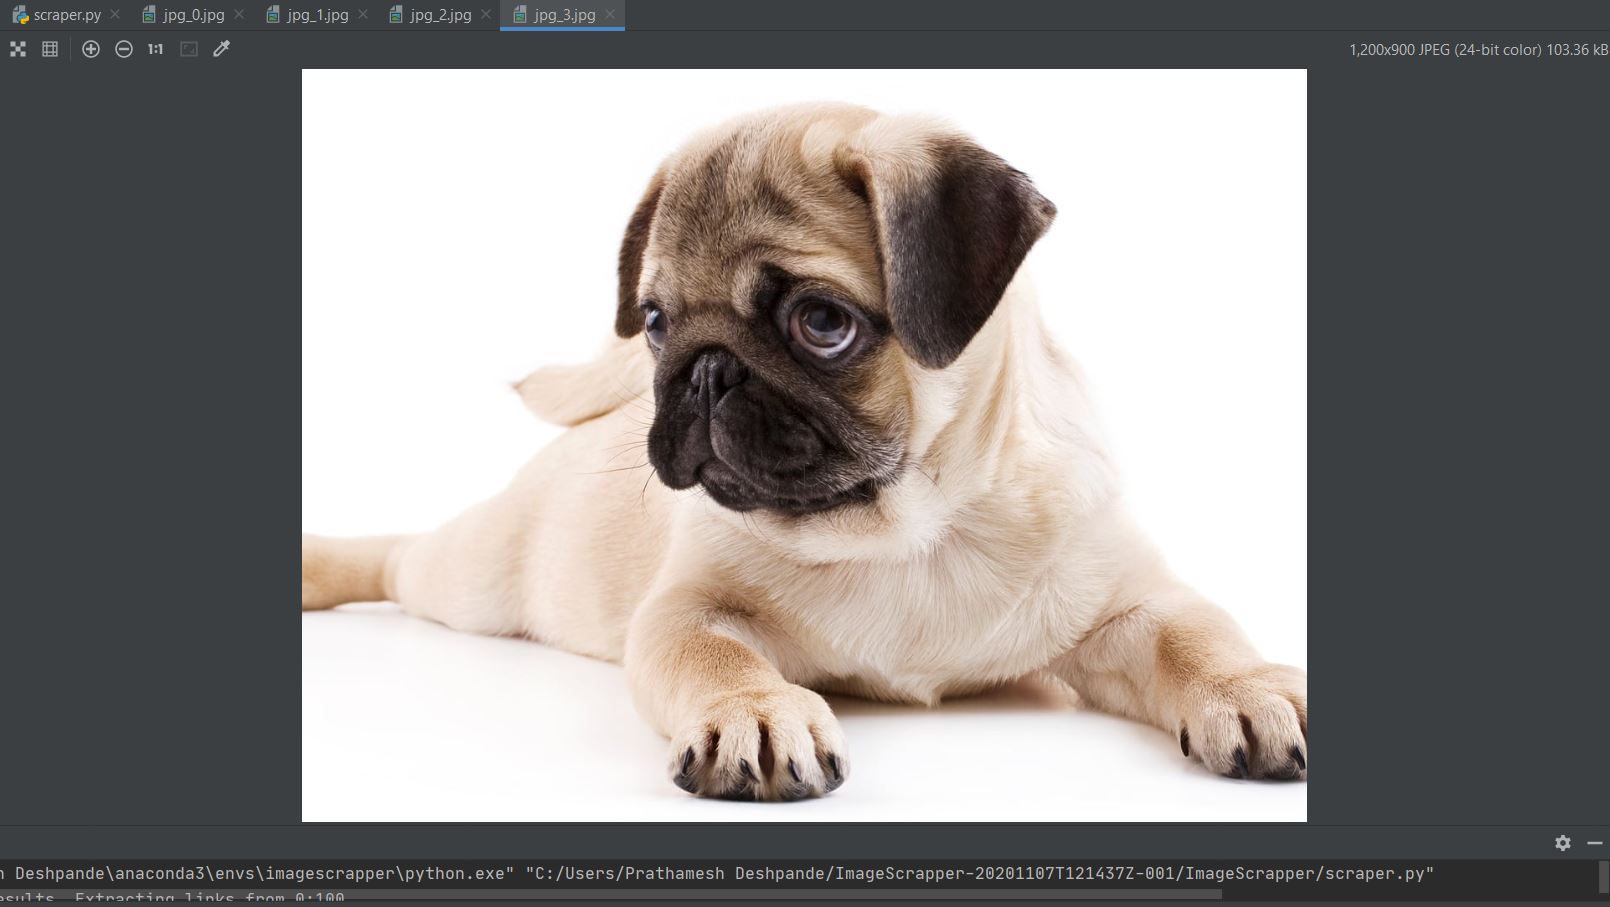 scraper.py jpg_0.jpg jpg_1.jpg jpg_2.jpg jpg_3.jpg
1:1 1,200x900 JPEG (24-bit color) 103.36 kB
Deshpande\anaconda3\envs\imagescrapper\python.exe" "C:/Users/Prathamesh Deshpande/ImageScrapper-20201107T121437Z-001/ImageScrapper/scraper.py"
Extracting links from 0:100